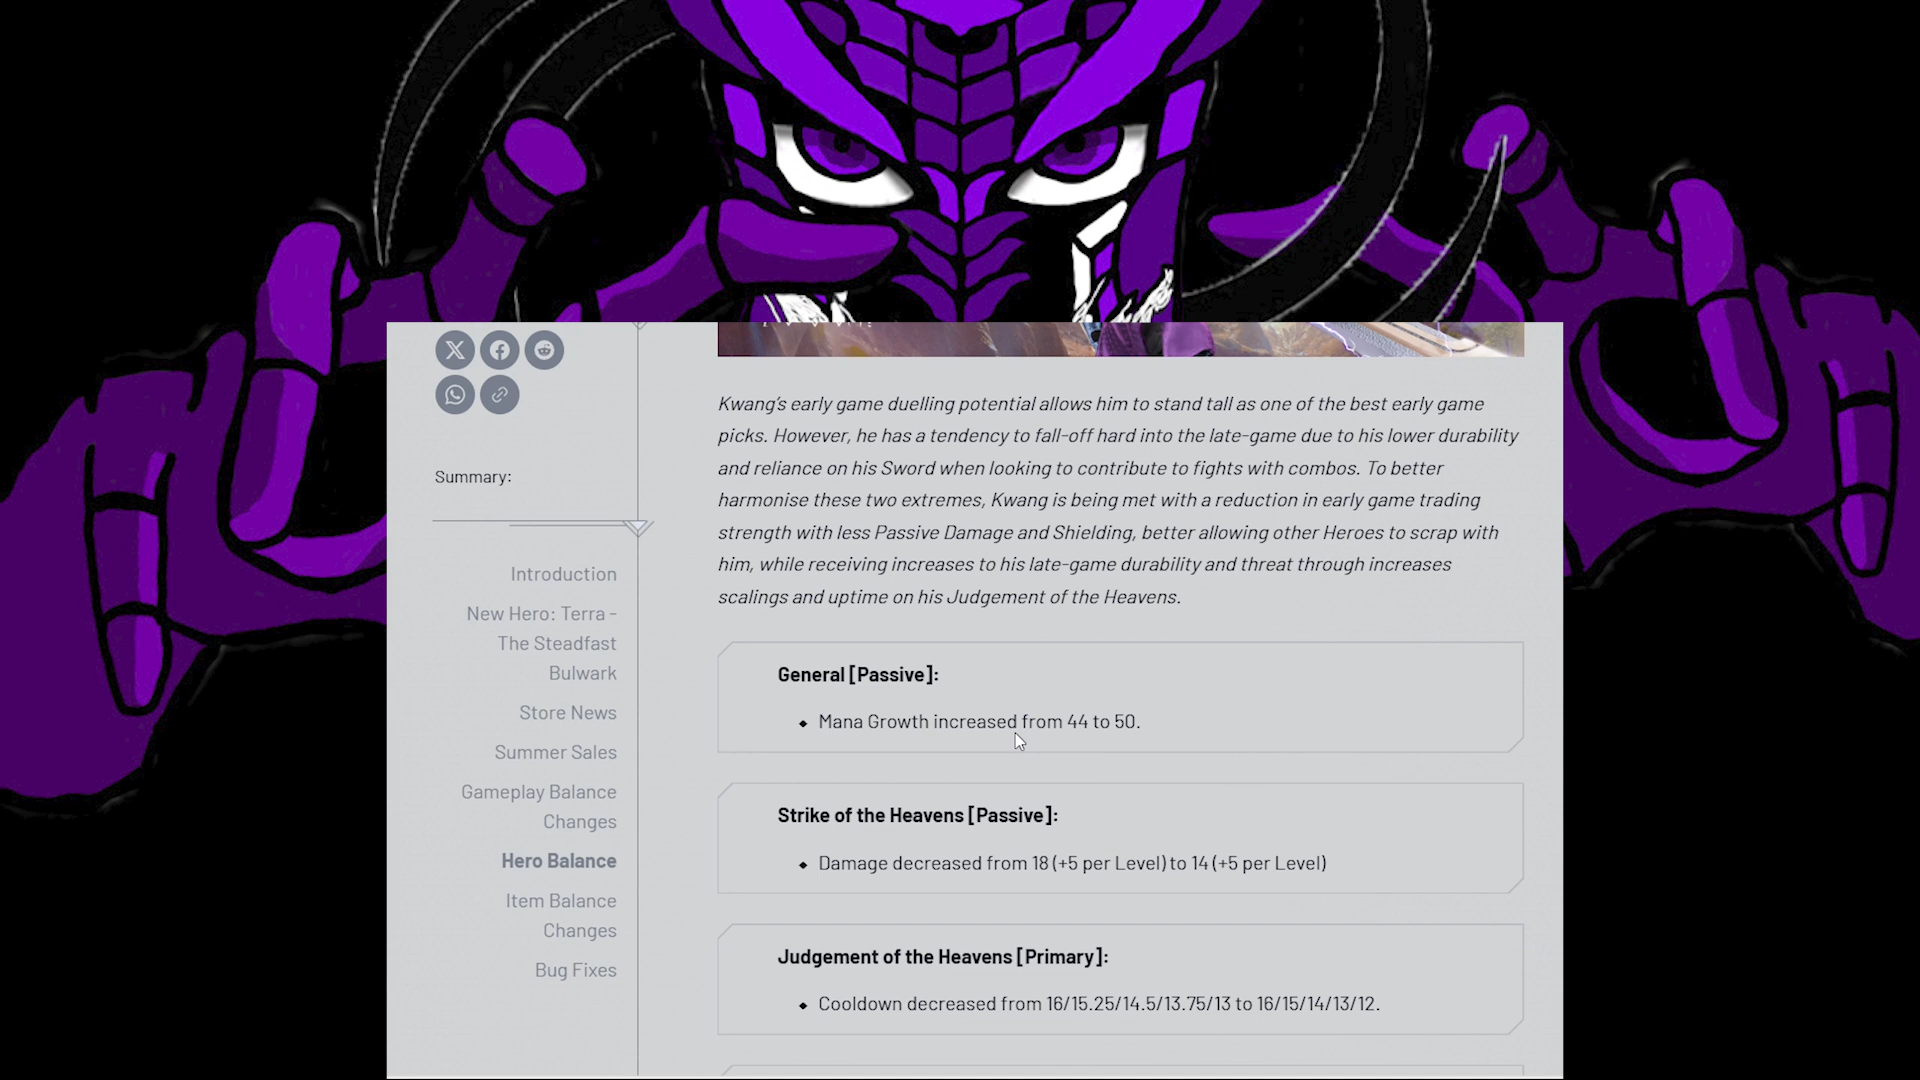 Summary:
Introduction
New Hero: Terra -
The Steadfast
Bulwark
Store News
Summer Sales
Gameplay Balance
Changes
Hero Balance
Item Balance
Changes
Bug Fixes
Kwang's early game duelling potential allows him to stand tall as one of the best early game
picks. However, he has a tendency to fall-off hard into the late-game due to his lower durability
and reliance on his Sword when looking to contribute to fights with combos. To better
harmonise these two extremes, Kwang is being met with a reduction in early game trading
strength with less Passive Damage and Shielding, better allowing other Heroes to scrap with
him, while receiving increases to his late-game durability and threat through increases
scalings and uptime on his Judgement of the Heavens.
General [Passive]:
Mana Growth increased from 44 to 50.
Strike of the Heavens [Passive]:
Damage decreased from 18 (+5 per Level) to 14 (+5 per Level)
Judgement of the Heavens [Primary]:
Cooldown decreased from 16/15.25/14.5/13.75/13 to 16/15/14/13/12.